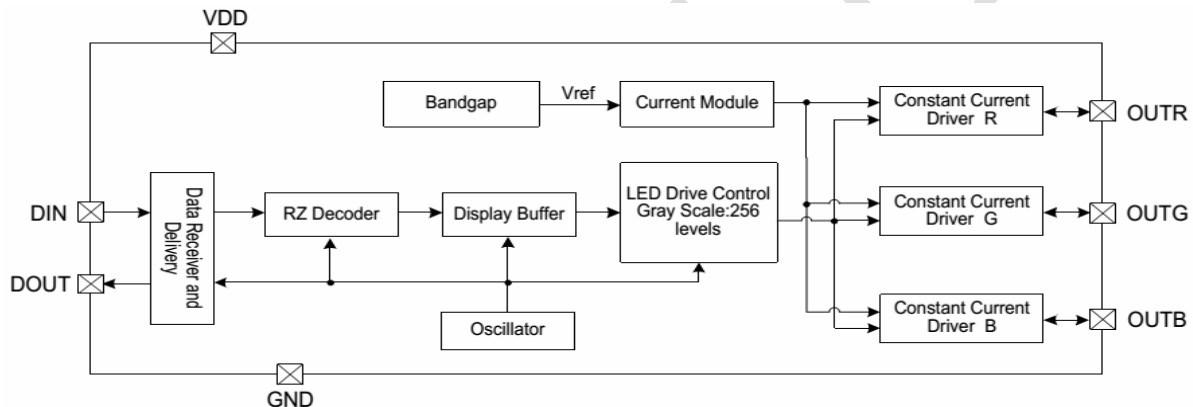 VDD
Bandgap
Vref
Current Module
Constant Current
Driver R
OUTR
DIN
Data Receiver and
Delivery
RZ Decoder
Display Buffer
LED Drive Control
Gray Scale:256
levels
Constant Current
Driver G
OUTG
DOUT
Oscillator
Constant Current
Driver B
OUTB
GND